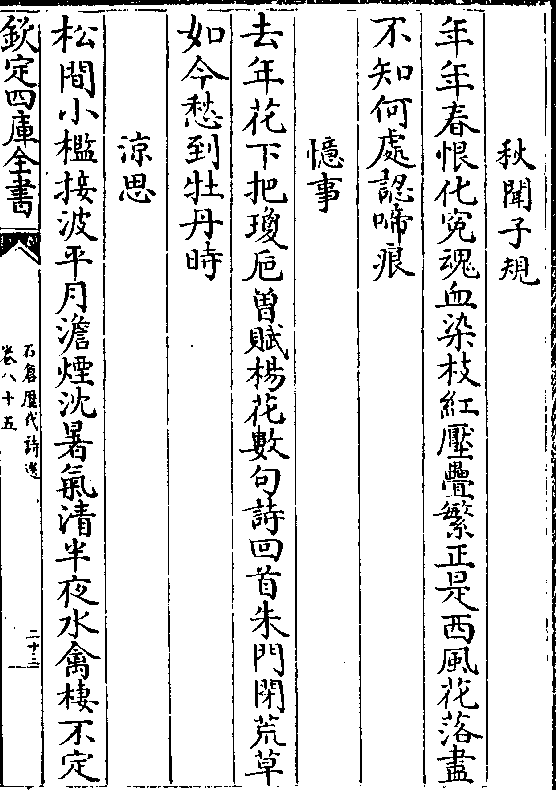 秋聞子規
年年春恨化冤魂血染枝紅壓疊繁正是西風花落盡
不知何處認啼痕
憶事
去年花下把瓊巵曽賦楊花數句詩回首朱門閉荒草
如今愁到牡丹時
涼思
松間小檻接波平月澹煙沈暑氣清半夜水禽棲不定
欽定四庫全書
石倉歷代詩選
卷八十五
二十三